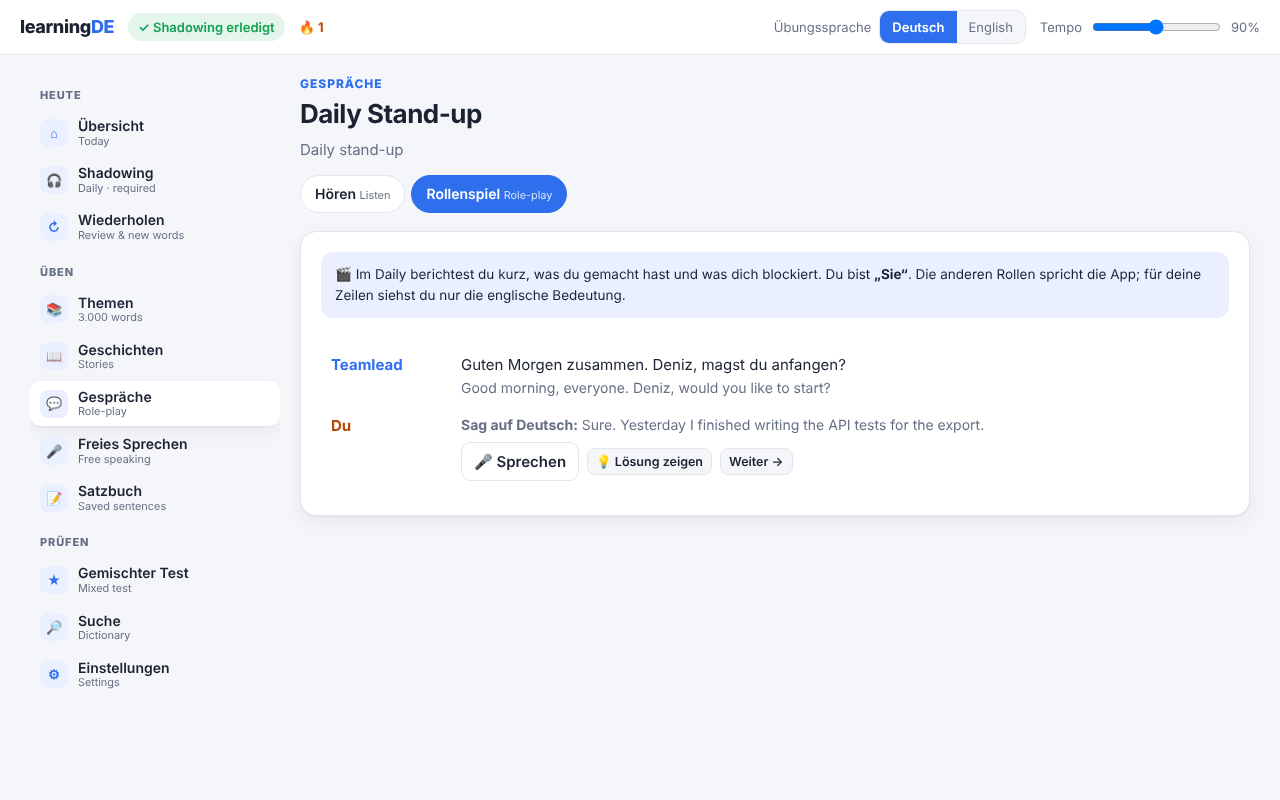 learningDE
✓ Shadowing erledigt
🔥 1
Übungssprache
Deutsch
English
Tempo
90%
HEUTE
Übersicht
Today
Shadowing
Daily · required
Wiederholen
Review & new words
ÜBEN
Themen
3.000 words
Geschichten
Stories
Gespräche
Role-play
Freies Sprechen
Free speaking
Satzbuch
Saved sentences
PRÜFEN
Gemischter Test
Mixed test
Suche
Dictionary
Einstellungen
Settings
GESPRÄCHE
Daily Stand-up
Daily stand-up
Hören Listen
Rollenspiel Role-play
🎬 Im Daily berichtest du kurz, was du gemacht hast und was dich blockiert. Du bist „Sie“. Die anderen Rollen spricht die App; für deine
Zeilen siehst du nur die englische Bedeutung.
Teamlead
Guten Morgen zusammen. Deniz, magst du anfangen?
Good morning, everyone. Deniz, would you like to start?
Du
Sag auf Deutsch: Sure. Yesterday I finished writing the API tests for the export.
🎤 Sprechen
💡 Lösung zeigen
Weiter →